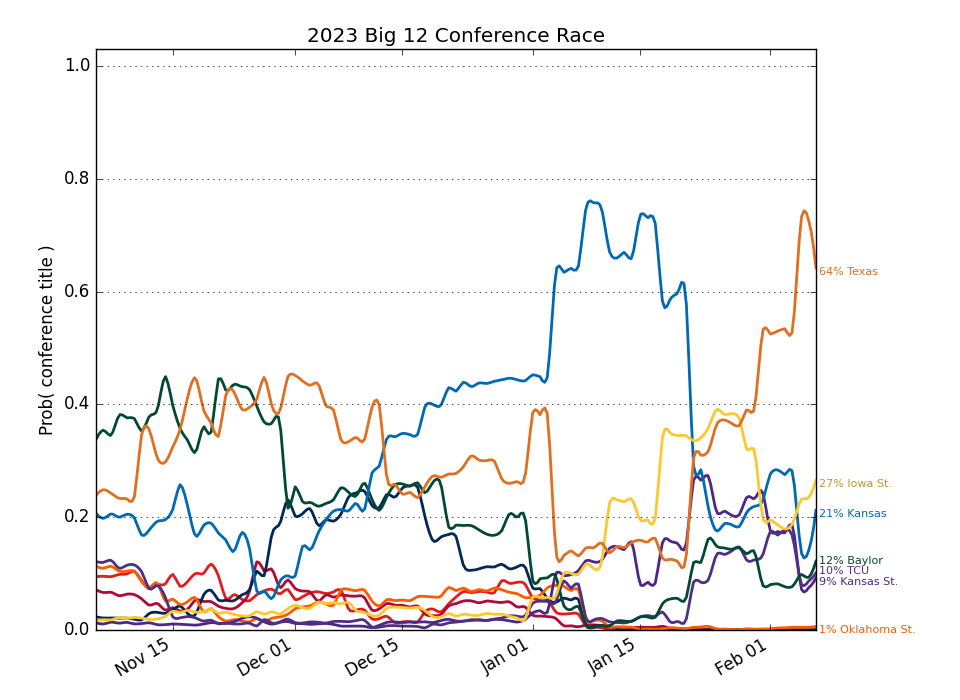 2023 Big 12 Conference Race
Prob( conference title )
1.0
0.8
0.6
0.4
0.2
0.0
Nov 15
Dec 01
Dec 15
Jan 01
Jan 15
Feb 01
64% Texas
27% Iowa St.
21% Kansas
12% Baylor
10% TCU
9% Kansas St.
1% Oklahoma St.